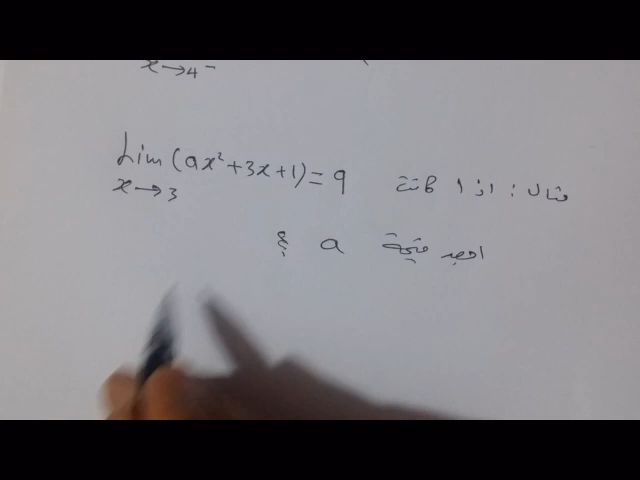 x→4⁻
مثال : اذا كانت Lim (ax²+3x+1) = 9
x→3
اوجد قيمة a ؟